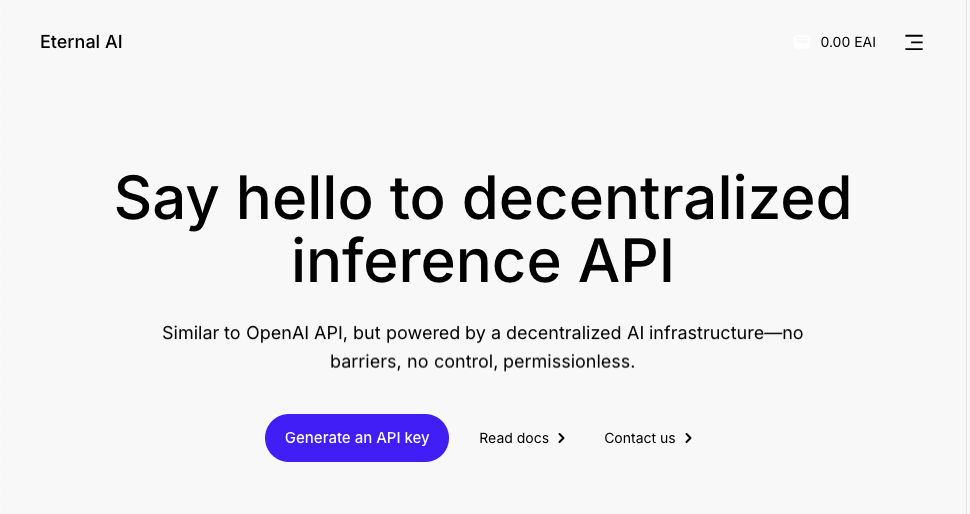 Eternal AI
0.00 EAI
Say hello to decentralized
inference API
Similar to OpenAI API, but powered by a decentralized AI infrastructure—no
barriers, no control, permissionless.
Generate an API key
Read docs
Contact us